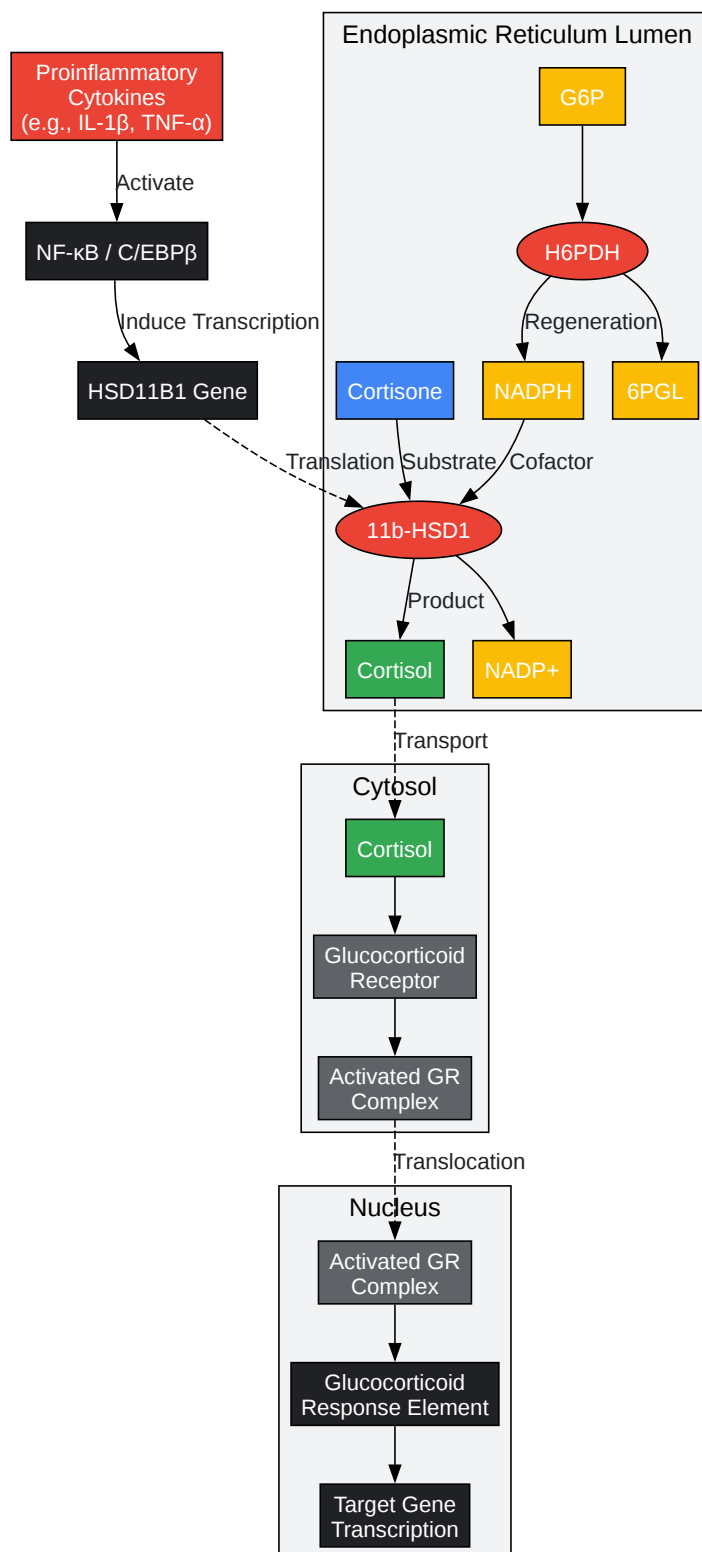 Endoplasmic Reticulum Lumen
Proinflammatory
Cytokines
(e.g., IL-1β, TNF-α)
G6P
Activate
NF-κB / C/EBPβ
H6PDH
Induce Transcription
Regeneration
HSD11B1 Gene
Cortisone
NADPH
6PGL
Translation
Substrate
Cofactor
11b-HSD1
Product
Cortisol
NADP+
Transport
Cytosol
Cortisol
Glucocorticoid
Receptor
Activated GR
Complex
Translocation
Nucleus
Activated GR
Complex
Glucocorticoid
Response Element
Target Gene
Transcription